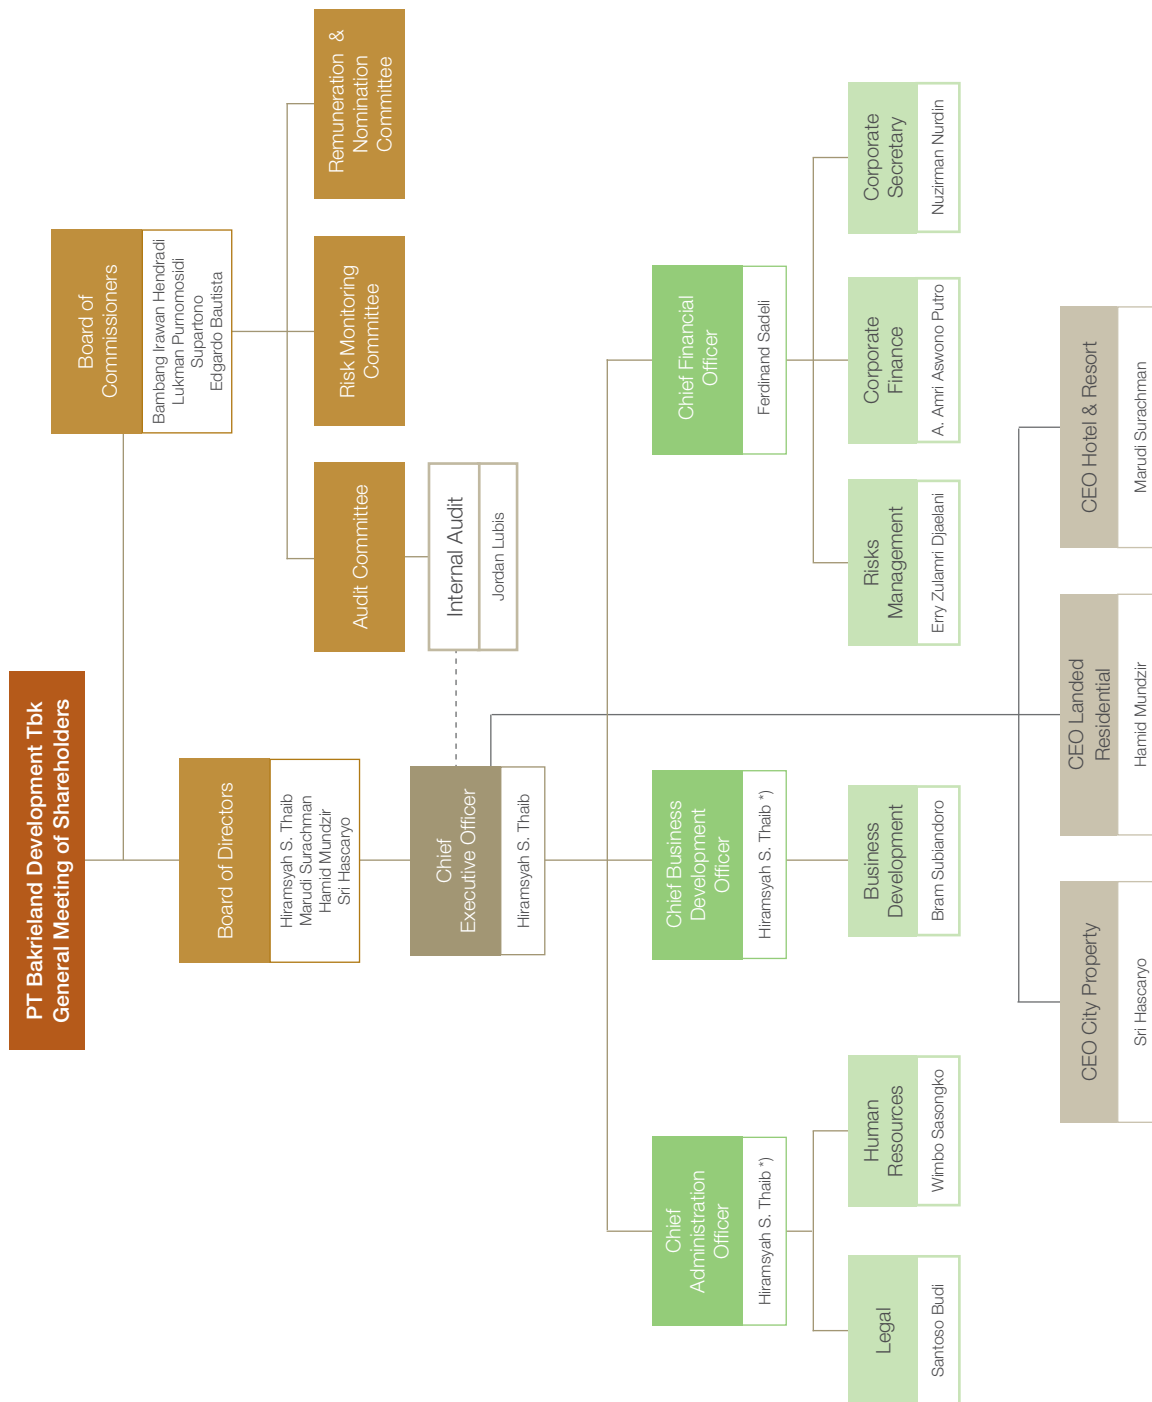 PT Bakrieland Development Tbk
General Meeting of Shareholders
Board of
Commissioners
Bambang Irawan Hendradi
Lukman Purnomosidi
Supartono
Edgardo Bautista
Board of Directors
Hiramsyah S. Thaib
Marudi Surachman
Hamid Mundzir
Sri Hascaryo
Audit Committee
Risk Monitoring
Committee
Remuneration &
Nomination
Committee
Internal Audit
Jordan Lubis
Chief
Executive Officer
Hiramsyah S. Thaib
Chief
Administration
Officer
Hiramsyah S. Thaib *)
Chief Business
Development
Officer
Hiramsyah S. Thaib *)
Chief Financial
Officer
Ferdinand Sadeli
Legal
Santoso Budi
Human
Resources
Wimbo Sasongko
Business
Development
Bram Subiandoro
Risks
Management
Erry Zulamri Djaelani
Corporate
Finance
A. Amri Aswono Putro
Corporate
Secretary
Nuzirman Nurdin
CEO City Property
Sri Hascaryo
CEO Landed
Residential
Hamid Mundzir
CEO Hotel & Resort
Marudi Surachman